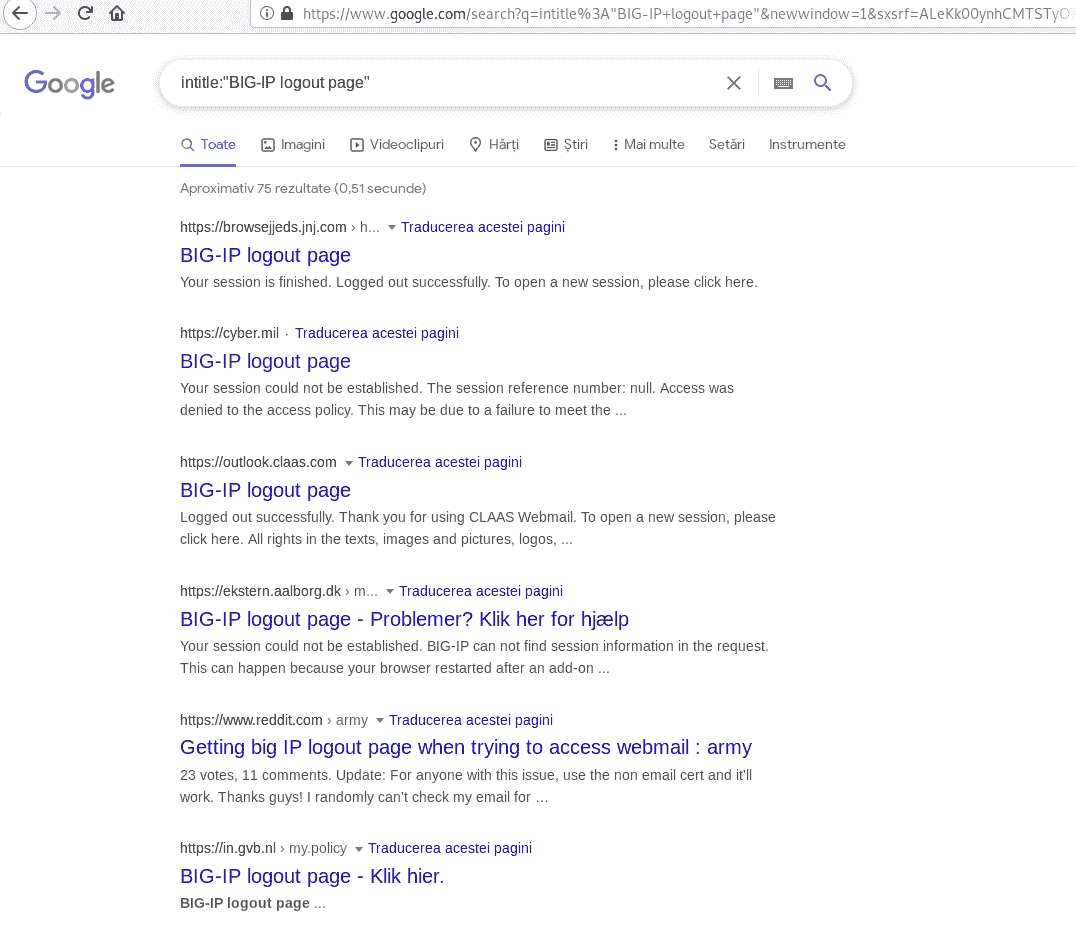 https://www.google.com/search?q=intitle%3A"BIG-IP+logout+page"&newwindow=1&sxsrf=ALeKk00ynhCMTSTyO7
Google
intitle:"BIG-IP logout page"
Toate Imagini Videoclipuri Hărți Știri Mai multe Setări Instrumente
Aproximativ 75 rezultate (0,51 secunde)
https://browsejjeds.jnj.com › h... Traducerea acestei pagini
BIG-IP logout page
Your session is finished. Logged out successfully. To open a new session, please click here.
https://cyber.mil · Traducerea acestei pagini
BIG-IP logout page
Your session could not be established. The session reference number: null. Access was
denied to the access policy. This may be due to a failure to meet the ...
https://outlook.claas.com Traducerea acestei pagini
BIG-IP logout page
Logged out successfully. Thank you for using CLAAS Webmail. To open a new session, please
click here. All rights in the texts, images and pictures, logos, ...
https://ekstern.aalborg.dk › m... Traducerea acestei pagini
BIG-IP logout page - Problemer? Klik her for hjælp
Your session could not be established. BIG-IP can not find session information in the request.
This can happen because your browser restarted after an add-on ...
https://www.reddit.com › army Traducerea acestei pagini
Getting big IP logout page when trying to access webmail : army
23 votes, 11 comments. Update: For anyone with this issue, use the non email cert and it'll
work. Thanks guys! I randomly can't check my email for …
https://in.gvb.nl › my.policy Traducerea acestei pagini
BIG-IP logout page - Klik hier.
BIG-IP logout page ...